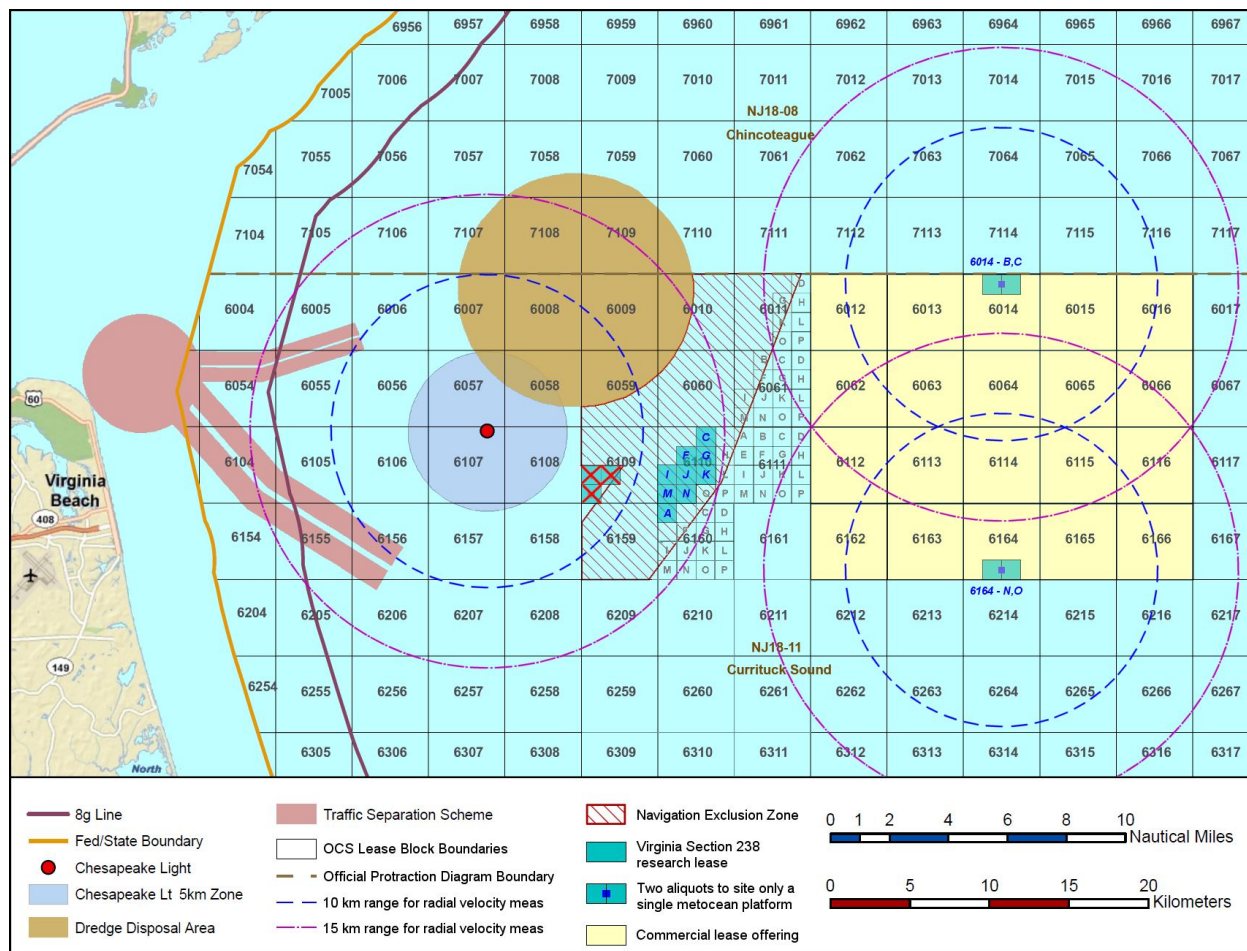 6956 6957 6958 6959 6960 6961 6962 6963 6964 6965 6966 6967
7005 7006 7007 7008 7009 7010 7011 7012 7013 7014 7015 7016 7017
NJ18-08
Chincoteague
7054 7055 7056 7057 7058 7059 7060 7061 7062 7063 7064 7065 7066 7067
7104 7105 7106 7107 7108 7109 7110 7111 7112 7113 7114 7115 7116 7117
6014 - B,C
D
G H
6004 6005 6006 6007 6008 6009 6010 6011 6012 6013 6014 6015 6016 6017
K L
O P
B C D
G H
6054 6055 6056 6057 6058 6059 6060 6061 6062 6063 6064 6065 6066 6067
I J K L
M N O P
60
C A B C D
F G H E F G H
6104 6105 6106 6107 6108 6109 6110 6111 6112 6113 6114 6115 6116 6117
I J K L I J K L
M N O P M N O P
Virginia
Beach
408
A C D
G H
6154 6155 6156 6157 6158 6159 6160 6161 6162 6163 6164 6165 6166 6167
I J K L
M N O P
6164 - N,O
6204 6205 6206 6207 6208 6209 6210 6211 6212 6213 6214 6215 6216 6217
NJ18-11
Currituck Sound
149
6254 6255 6256 6257 6258 6259 6260 6261 6262 6263 6264 6265 6266 6267
6305 6306 6307 6308 6309 6310 6311 6312 6313 6314 6315 6316 6317
North
8g Line
Fed/State Boundary
Chesapeake Light
Chesapeake Lt 5km Zone
Dredge Disposal Area
Traffic Separation Scheme
OCS Lease Block Boundaries
Official Protraction Diagram Boundary
10 km range for radial velocity meas
15 km range for radial velocity meas
Navigation Exclusion Zone
Virginia Section 238
research lease
Two aliquots to site only a
single metocean platform
Commercial lease offering
0 1 2 4 6 8 10
Nautical Miles
0 5 10 15 20
Kilometers